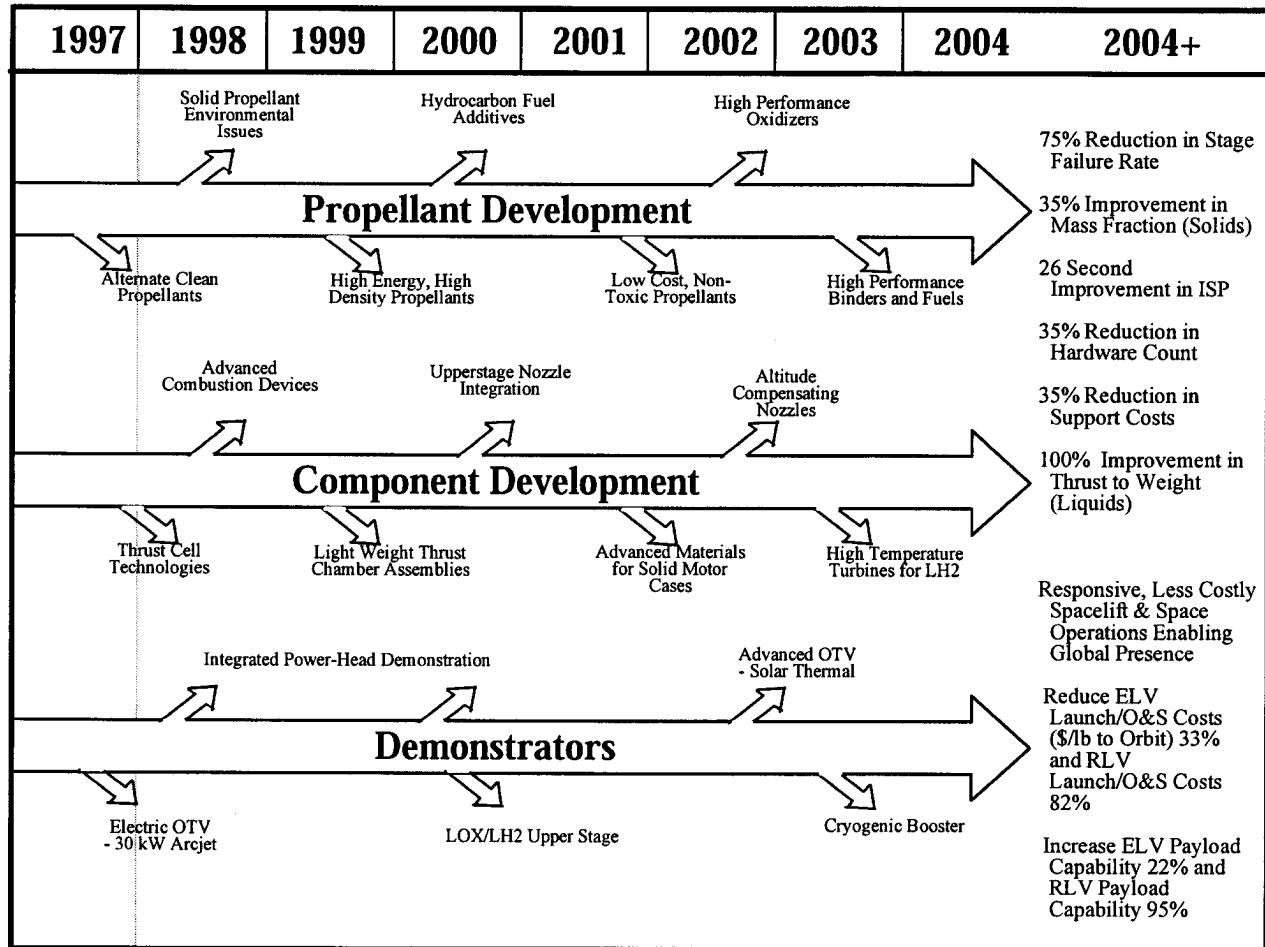 1997 1998 1999 2000 2001 2002 2003 2004 2004+
Solid Propellant
Environmental
Issues
Hydrocarbon Fuel
Additives
High Performance
Oxidizers
Propellant Development
Alternate Clean
Propellants
High Energy, High
Density Propellants
Low Cost, Non-
Toxic Propellants
High Performance
Binders and Fuels
Advanced
Combustion Devices
Upperstage Nozzle
Integration
Altitude
Compensating
Nozzles
Component Development
Thrust Cell
Technologies
Light Weight Thrust
Chamber Assemblies
Advanced Materials
for Solid Motor
Cases
High Temperature
Turbines for LH2
Integrated Power-Head Demonstration
Advanced OTV
- Solar Thermal
Demonstrators
Electric OTV
- 30 kW Arcjet
LOX/LH2 Upper Stage
Cryogenic Booster
75% Reduction in Stage
Failure Rate
35% Improvement in
Mass Fraction (Solids)
26 Second
Improvement in ISP
35% Reduction in
Hardware Count
35% Reduction in
Support Costs
100% Improvement in
Thrust to Weight
(Liquids)
Responsive, Less Costly
Spacelift & Space
Operations Enabling
Global Presence
Reduce ELV
Launch/O&S Costs
($/lb to Orbit) 33%
and RLV
Launch/O&S Costs
82%
Increase ELV Payload
Capability 22% and
RLV Payload
Capability 95%